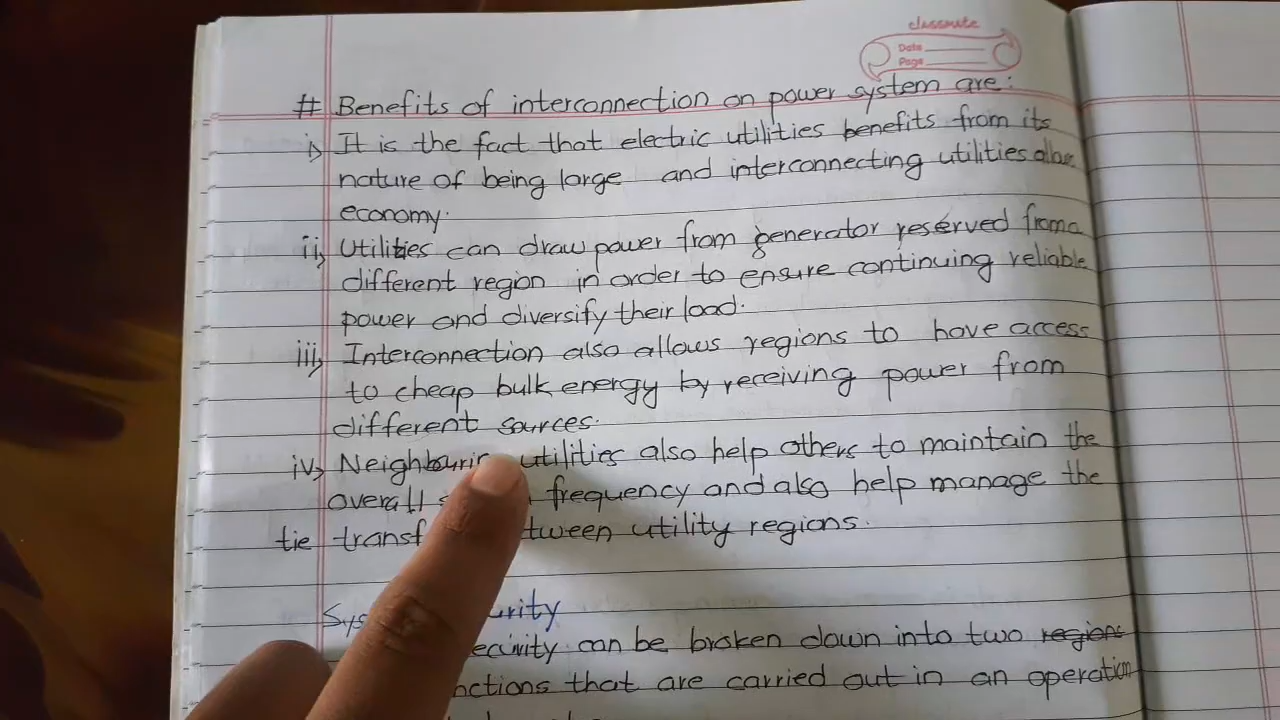 classmate
Date
Page
# Benefits of interconnection on power system are:
i) It is the fact that electric utilities benefits from its
nature of being large and interconnecting utilities
economy.
ii) Utilities can draw power from generator reserved from a
different region in order to ensure continuing reliable
power and diversify their load.
iii) Interconnection also allows regions to have access
to cheap bulk energy by receiving power from
different sources.
iv) utilities also help others to maintain the
overall frequency and also help manage the
tie between utility regions.
can be broken down into two regions
that are carried out in an operation